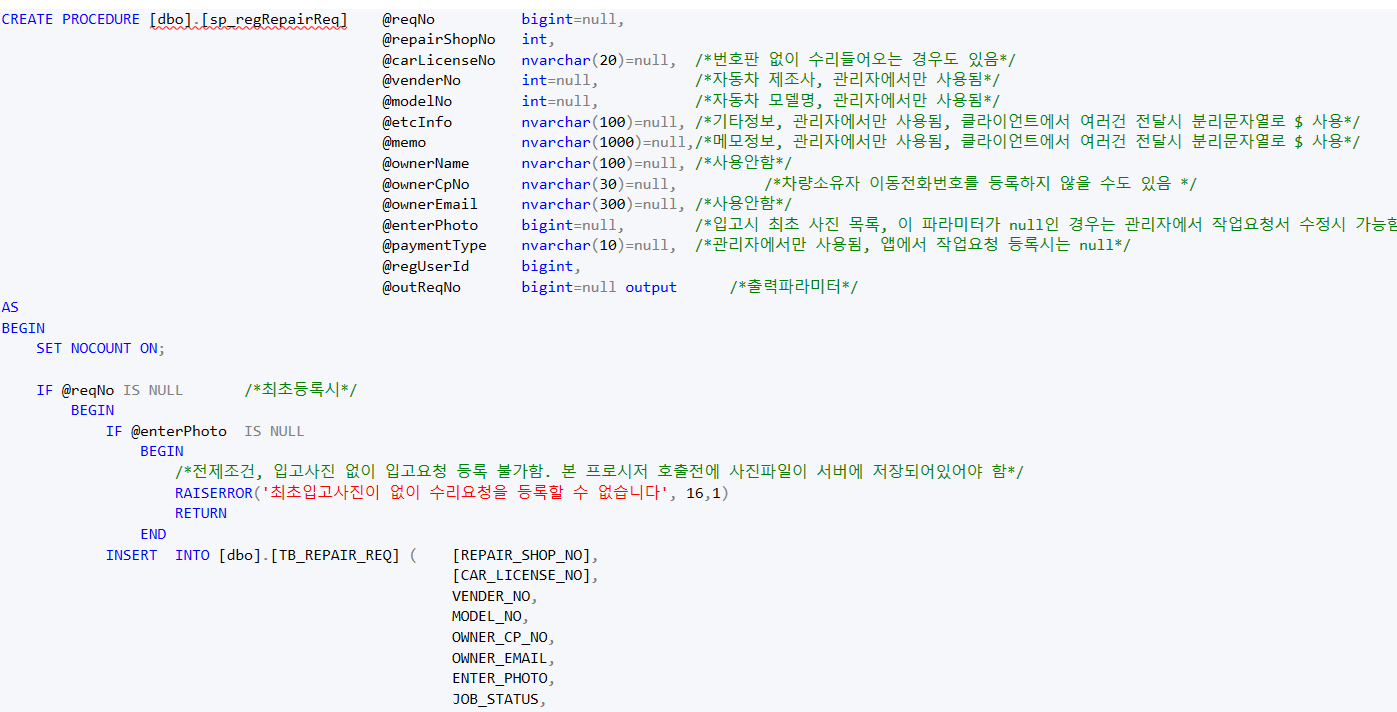 CREATE PROCEDURE [dbo].[sp_regRepairReq] @reqNo bigint=null,
@repairShopNo int,
@carLicenseNo nvarchar(20)=null, /*번호판 없이 수리들어오는 경우도 있음*/
@venderNo int=null, /*자동차 제조사, 관리자에서만 사용됨*/
@modelNo int=null, /*자동차 모델명, 관리자에서만 사용됨*/
@etcInfo nvarchar(100)=null, /*기타정보, 관리자에서만 사용됨, 클라이언트에서 여러건 전달시 분리문자열로 $ 사용*/
@memo nvarchar(1000)=null,/*메모정보, 관리자에서만 사용됨, 클라이언트에서 여러건 전달시 분리문자열로 $ 사용*/
@ownerName nvarchar(100)=null, /*사용안함*/
@ownerCpNo nvarchar(30)=null, /*차량소유자 이동전화번호를 등록하지 않을 수도 있음 */
@ownerEmail nvarchar(300)=null, /*사용안함*/
@enterPhoto bigint=null, /*입고시 최초 사진 목록, 이 파라미터가 null인 경우는 관리자에서 작업요청서 수정시 가능함
@paymentType nvarchar(10)=null, /*관리자에서만 사용됨, 앱에서 작업요청 등록시는 null*/
@regUserId bigint,
@outReqNo bigint=null output /*출력파라미터*/
AS
BEGIN
SET NOCOUNT ON;
IF @reqNo IS NULL /*최초등록시*/
BEGIN
IF @enterPhoto IS NULL
BEGIN
/*전제조건, 입고사진 없이 입고요청 등록 불가함. 본 프로시저 호출전에 사진파일이 서버에 저장되어있어야 함*/
RAISERROR('최초입고사진이 없이 수리요청을 등록할 수 없습니다', 16,1)
RETURN
END
INSERT INTO [dbo].[TB_REPAIR_REQ] ( [REPAIR_SHOP_NO],
[CAR_LICENSE_NO],
VENDER_NO,
MODEL_NO,
OWNER_CP_NO,
OWNER_EMAIL,
ENTER_PHOTO,
JOB_STATUS,